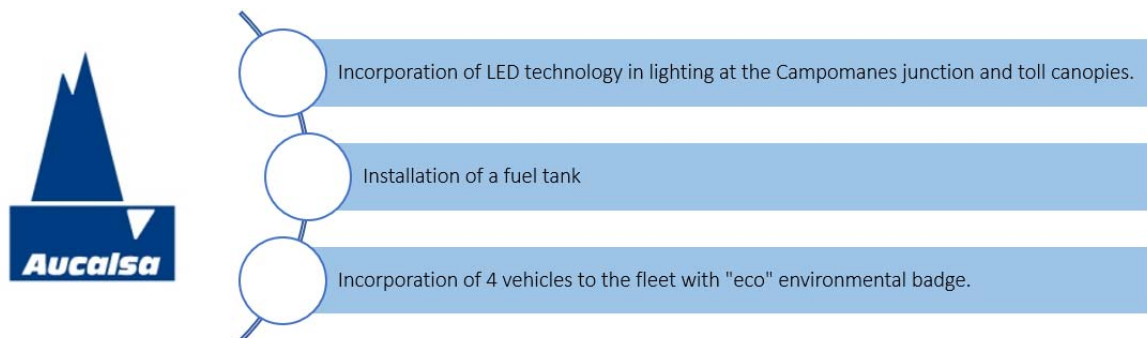 Incorporation of LED technology in lighting at the Campomanes junction and toll canopies.
Installation of a fuel tank
Aucalsa
Incorporation of 4 vehicles to the fleet with "eco" environmental badge.